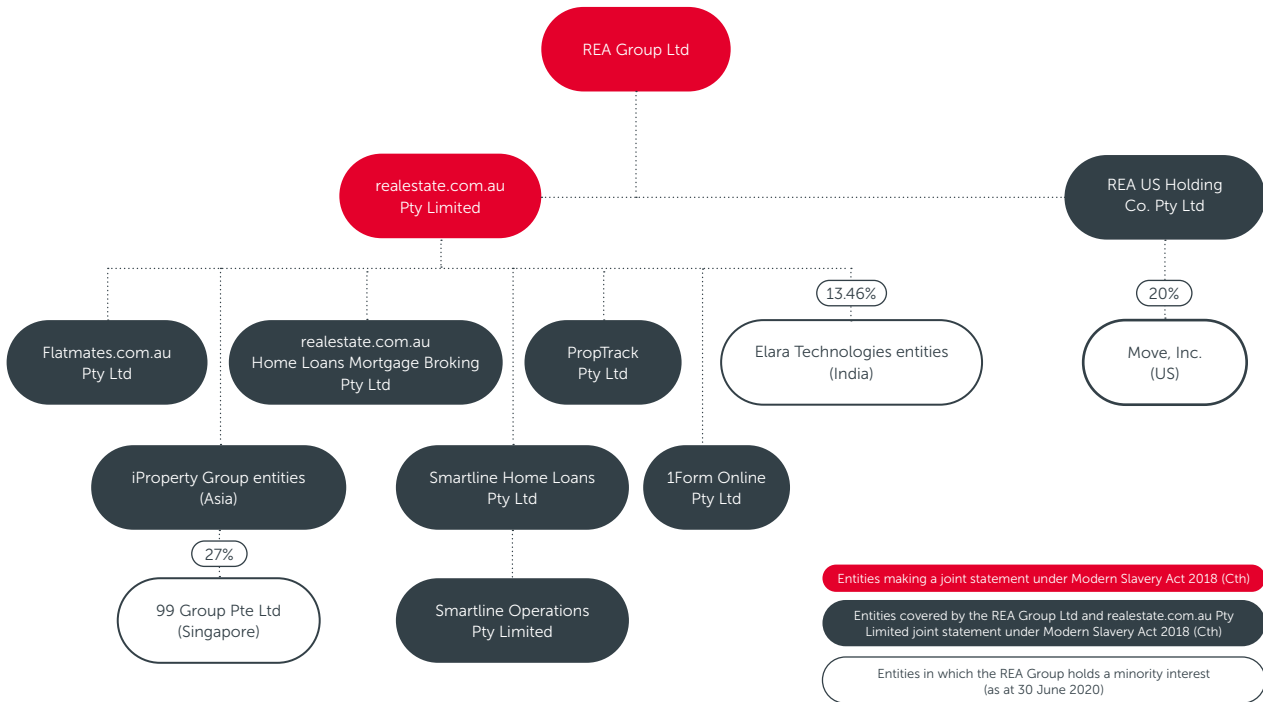 REA Group Ltd
realestate.com.au
Pty Limited
REA US Holding
Co. Pty Ltd
13.46%
20%
Flatmates.com.au
Pty Ltd
realestate.com.au
Home Loans Mortgage Broking
Pty Ltd
PropTrack
Pty Ltd
Elara Technologies entities
(India)
Move, Inc.
(US)
iProperty Group entities
(Asia)
Smartline Home Loans
Pty Ltd
1Form Online
Pty Ltd
27%
99 Group Pte Ltd
(Singapore)
Smartline Operations
Pty Limited
Entities making a joint statement under Modern Slavery Act 2018 (Cth)
Entities covered by the REA Group Ltd and realestate.com.au Pty
Limited joint statement under Modern Slavery Act 2018 (Cth)
Entities in which the REA Group holds a minority interest
(as at 30 June 2020)